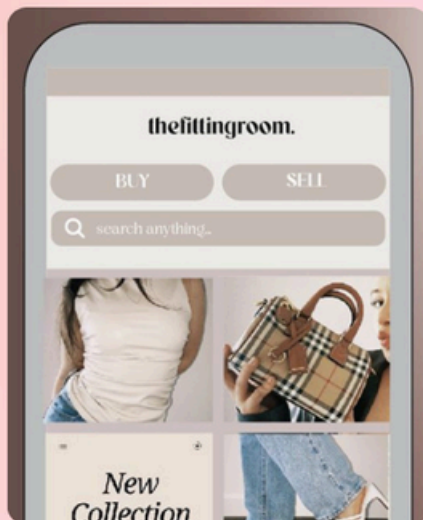 thefittingroom.
BUY
SELL
search anything..
New
Collection